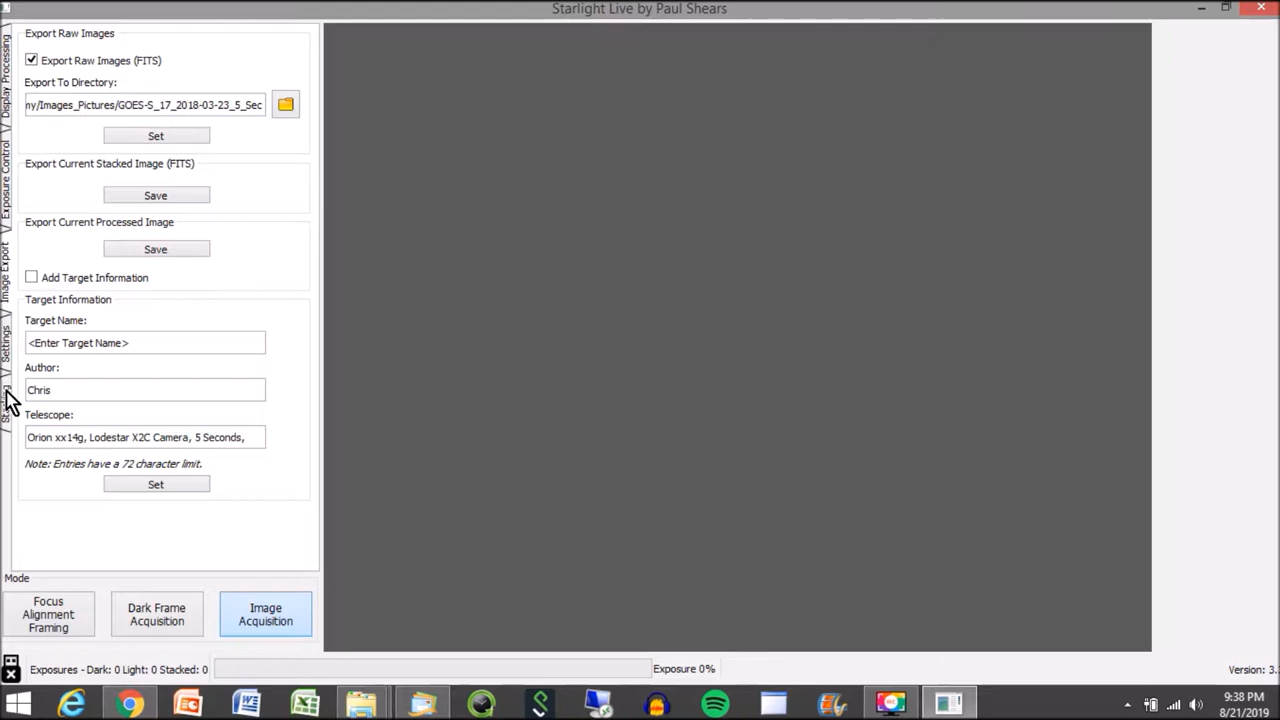 Starlight Live by Paul Shears
Display Processing
Exposure Control
Image Export
Settings
Export Raw Images
Export Raw Images (FITS)
Export To Directory:
ny/Images_Pictures/GOES-S_17_2018-03-23_5_Sec
Set
Export Current Stacked Image (FITS)
Save
Export Current Processed Image
Save
Add Target Information
Target Information
Target Name:
<Enter Target Name>
Author:
Chris
Telescope:
Orion xx14g, Lodestar X2C Camera, 5 Seconds,
Note: Entries have a 72 character limit.
Set
Mode
Focus
Alignment
Framing
Dark Frame
Acquisition
Image
Acquisition
Exposures - Dark: 0 Light: 0 Stacked: 0
Exposure 0%
Version: 3.
9:38 PM
8/21/2019